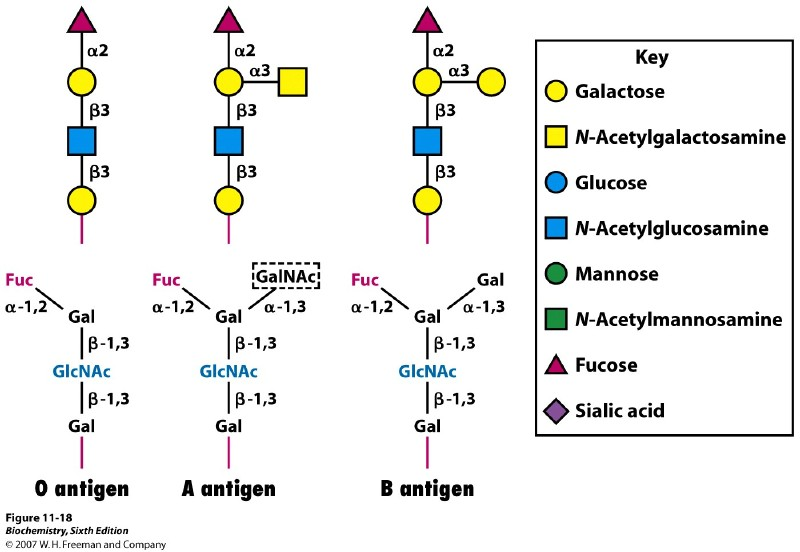 α2
β3
β3
α2
α3
β3
β3
α2
α3
β3
β3
Key
Galactose
N-Acetylgalactosamine
Glucose
N-Acetylglucosamine
Mannose
N-Acetylmannosamine
Fucose
Sialic acid
Fuc
α-1,2
Gal
β-1,3
GlcNAc
β-1,3
Gal
O antigen
Fuc
GalNAc
α-1,2
α-1,3
Gal
β-1,3
GlcNAc
β-1,3
Gal
A antigen
Fuc
Gal
α-1,2
α-1,3
Gal
β-1,3
GlcNAc
β-1,3
Gal
B antigen
Figure 11-18
Biochemistry, Sixth Edition
© 2007 W. H. Freeman and Company